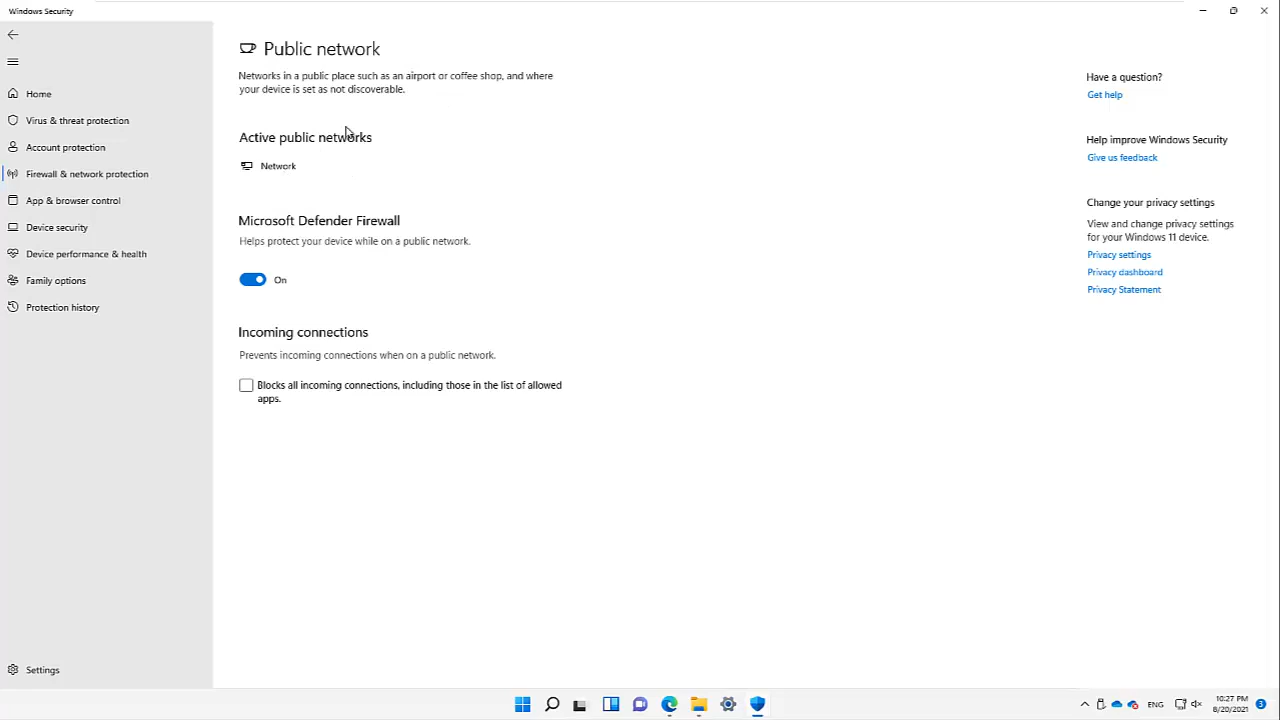 Windows Security
Home
Virus & threat protection
Account protection
Firewall & network protection
App & browser control
Device security
Device performance & health
Family options
Protection history
Settings
Public network
Networks in a public place such as an airport or coffee shop, and where
your device is set as not discoverable.
Active public networks
Network
Microsoft Defender Firewall
Helps protect your device while on a public network.
On
Incoming connections
Prevents incoming connections when on a public network.
Blocks all incoming connections, including those in the list of allowed
apps.
Have a question?
Get help
Help improve Windows Security
Give us feedback
Change your privacy settings
View and change privacy settings
for your Windows 11 device.
Privacy settings
Privacy dashboard
Privacy Statement
ENG
10:27 PM
8/20/2021
3